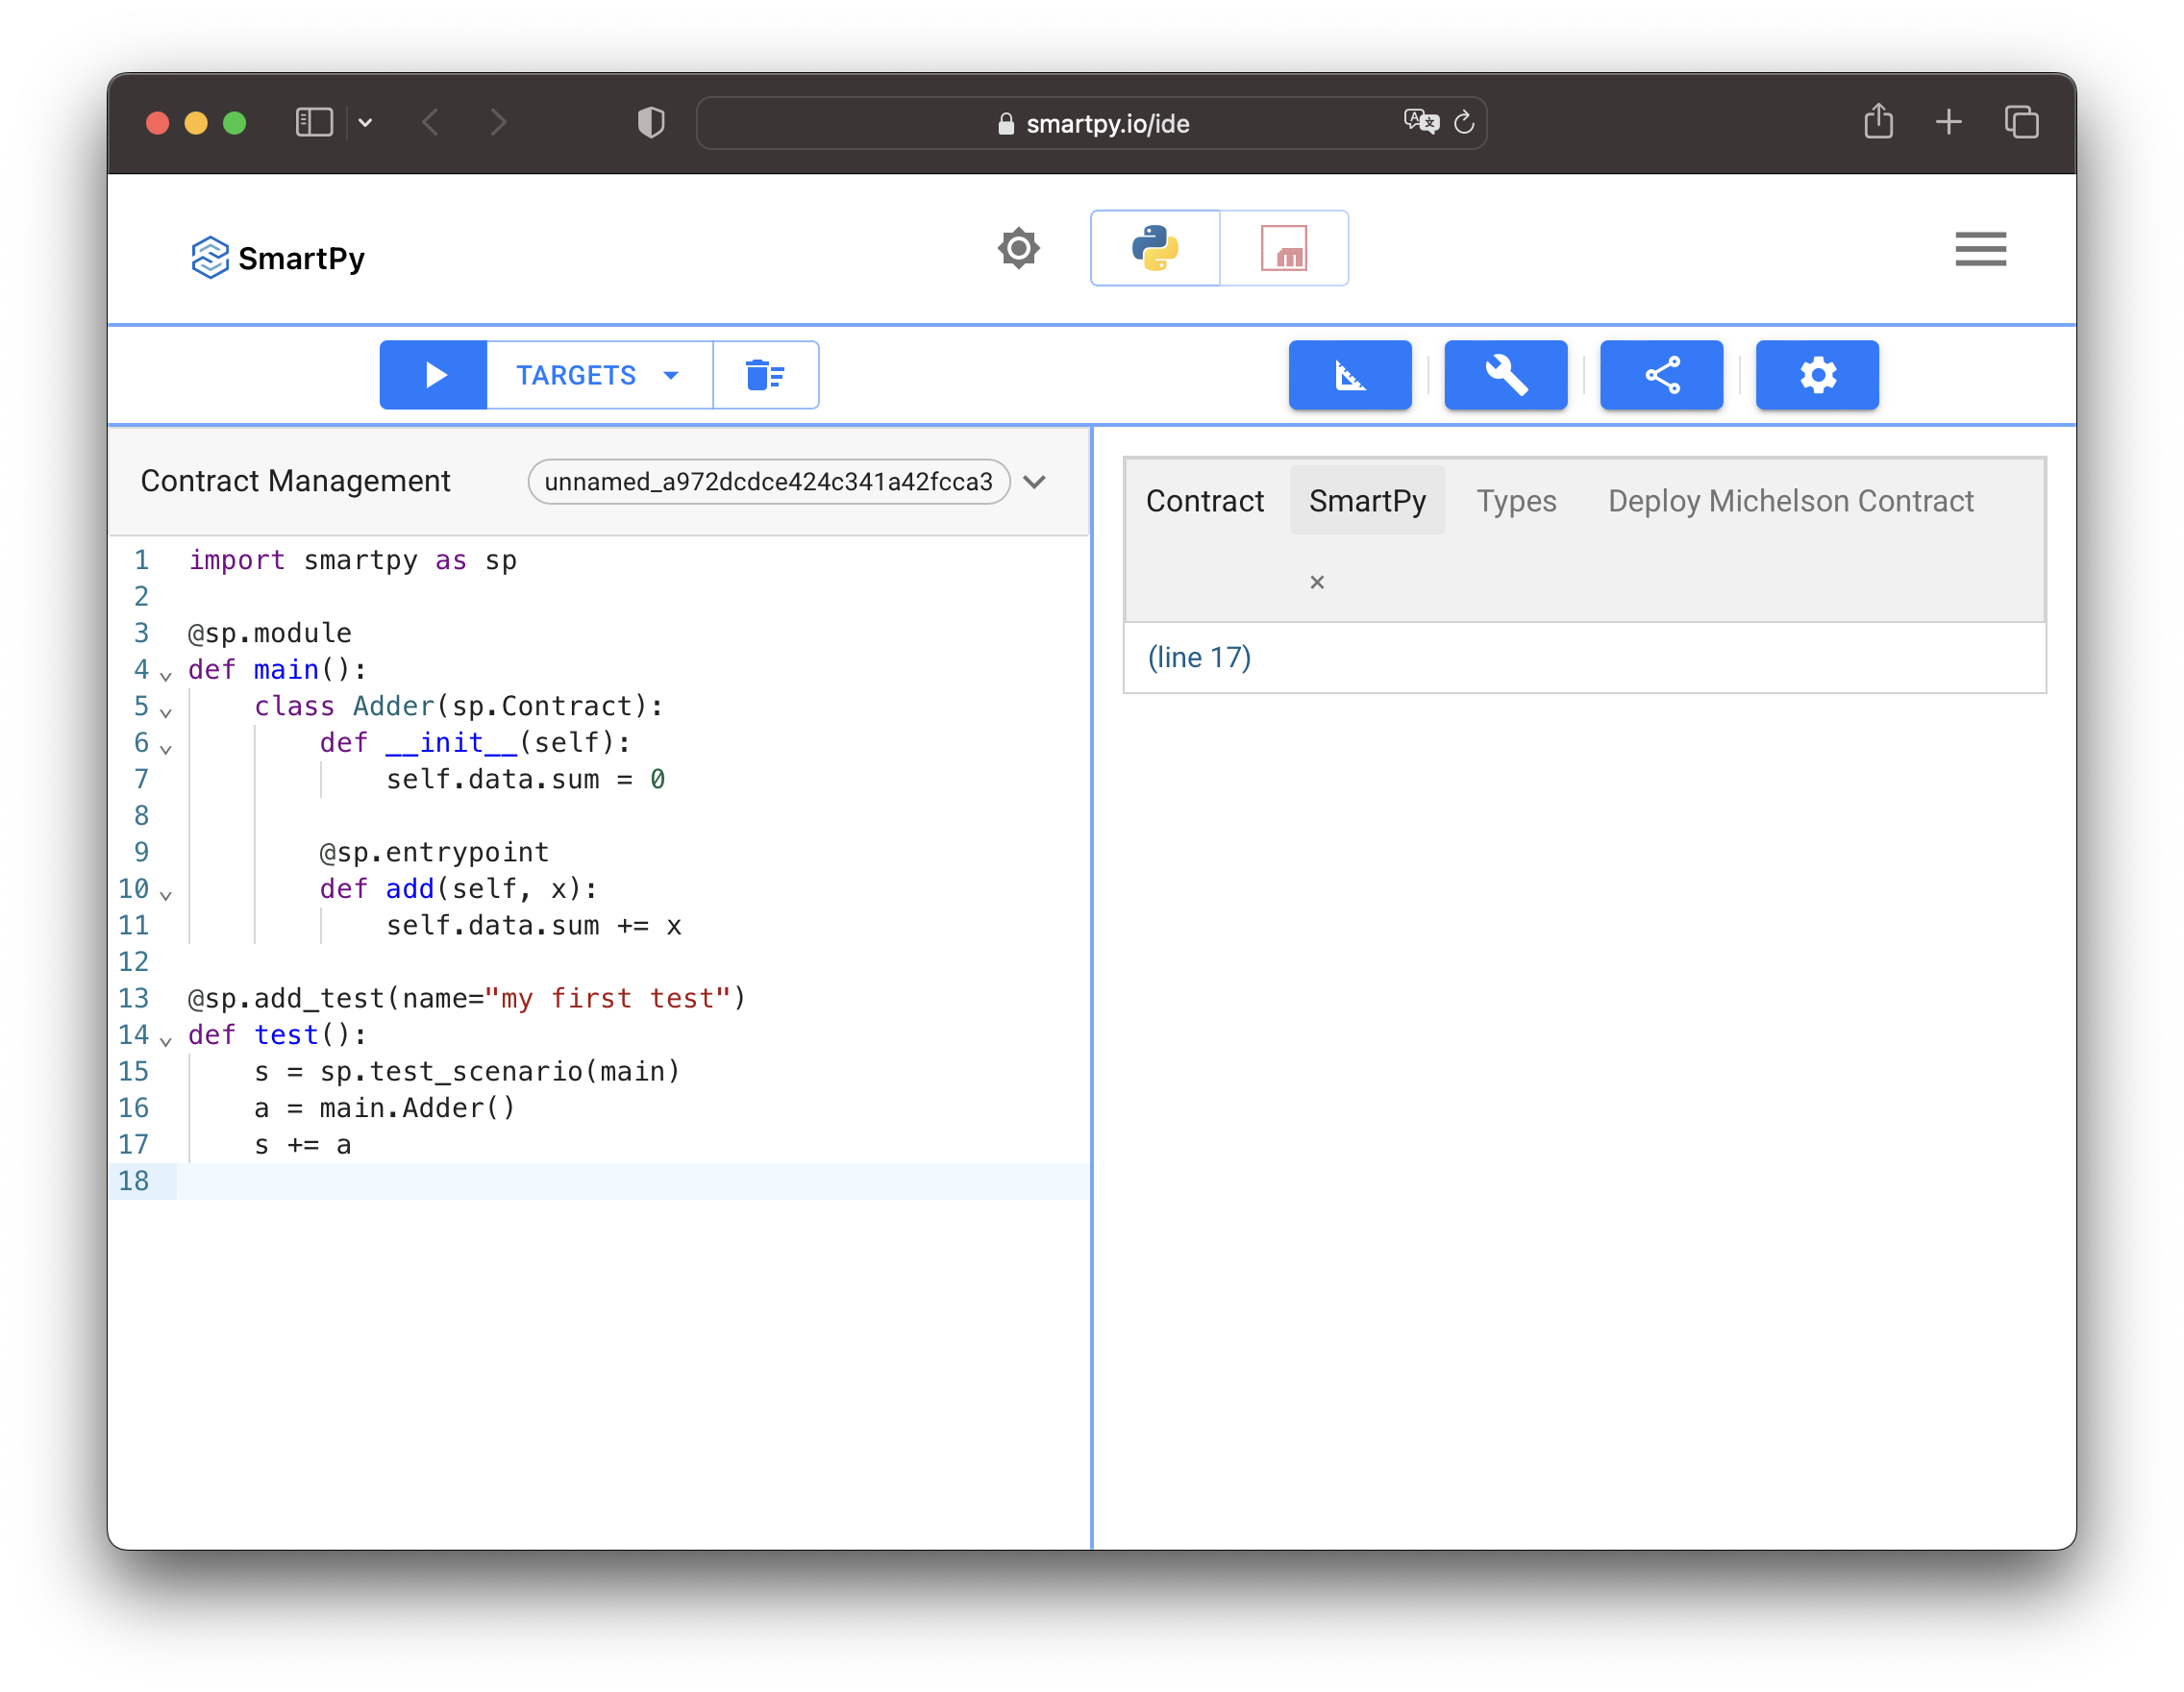 smartpy.io/ide
SmartPy
TARGETS
Contract Management
unnamed_a972dcdce424c341a42fcca3
1 import smartpy as sp
2
3 @sp.module
4 def main():
5     class Adder(sp.Contract):
6         def __init__(self):
7             self.data.sum = 0
8
9         @sp.entrypoint
10         def add(self, x):
11             self.data.sum += x
12
13 @sp.add_test(name="my first test")
14 def test():
15     s = sp.test_scenario(main)
16     a = main.Adder()
17     s += a
18
Contract SmartPy Types Deploy Michelson Contract
×
(line 17)